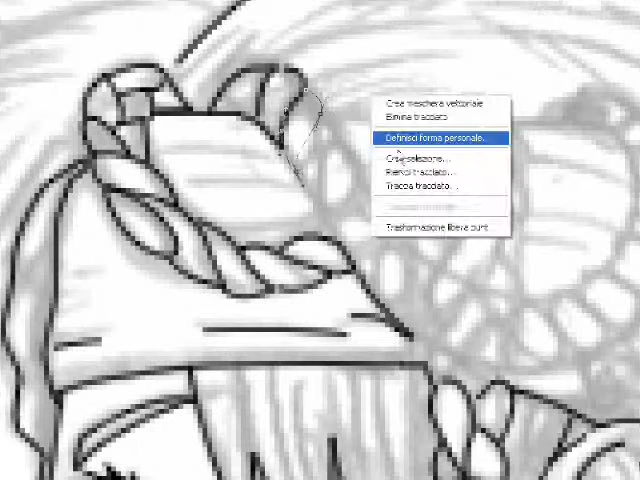 Crea maschera vettoriale
Elimina tracciato
Definisci forma personale...
Crea selezione...
Riempi tracciato...
Traccia tracciato...
Trasformazione libera punti